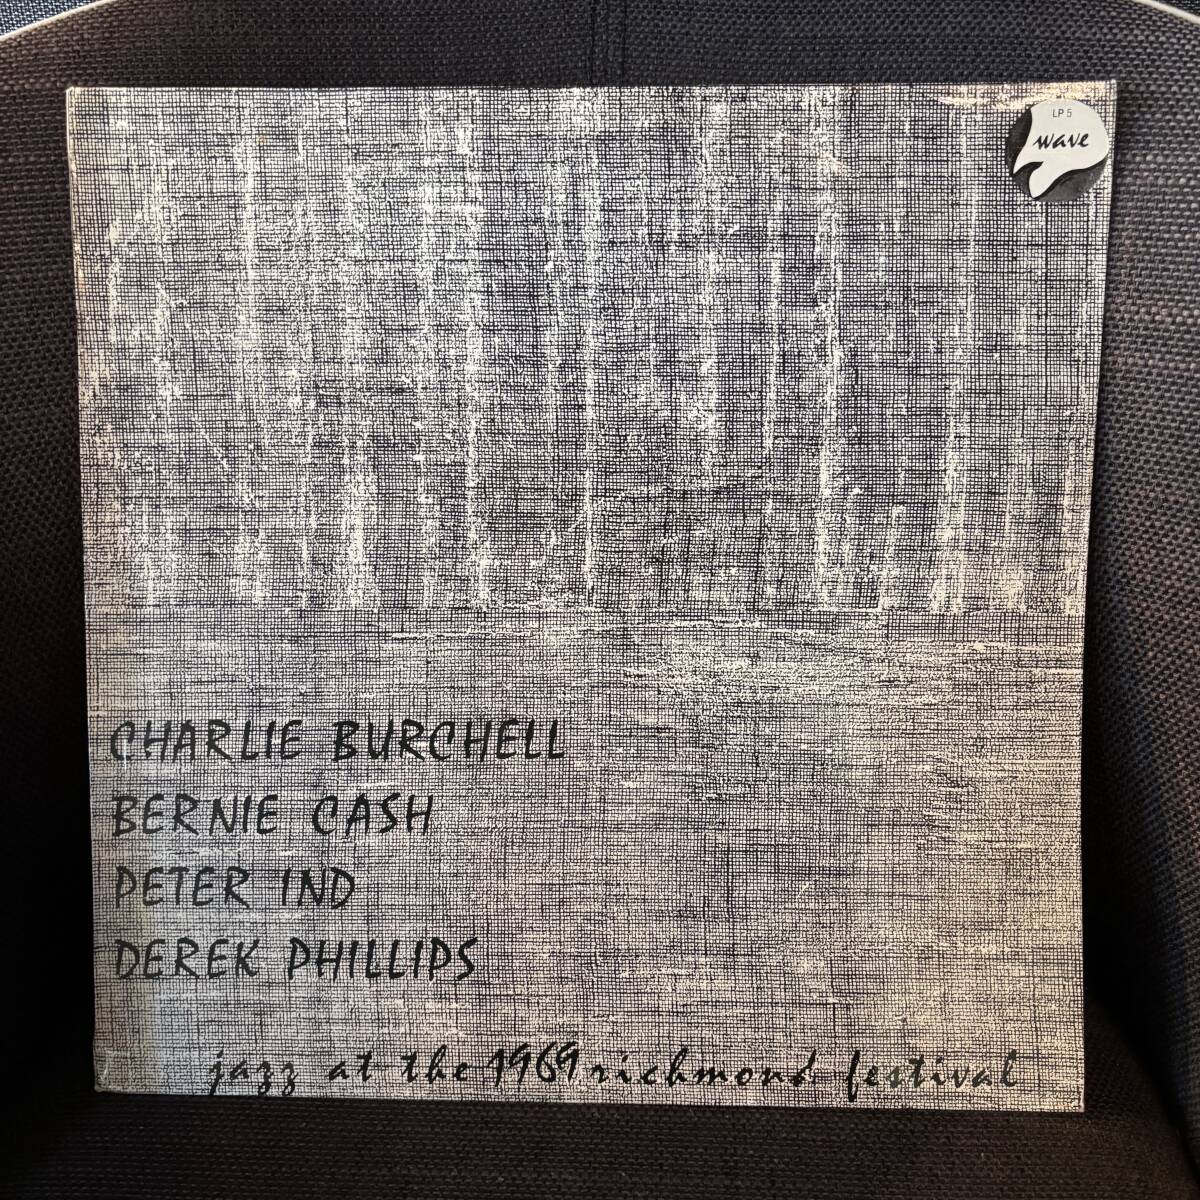 LP 5
wave
CHARLIE BURCHELL
BERNIE CASH
PETER IND
DEREK PHILLIPS
jazz at the 1969 richmond festival